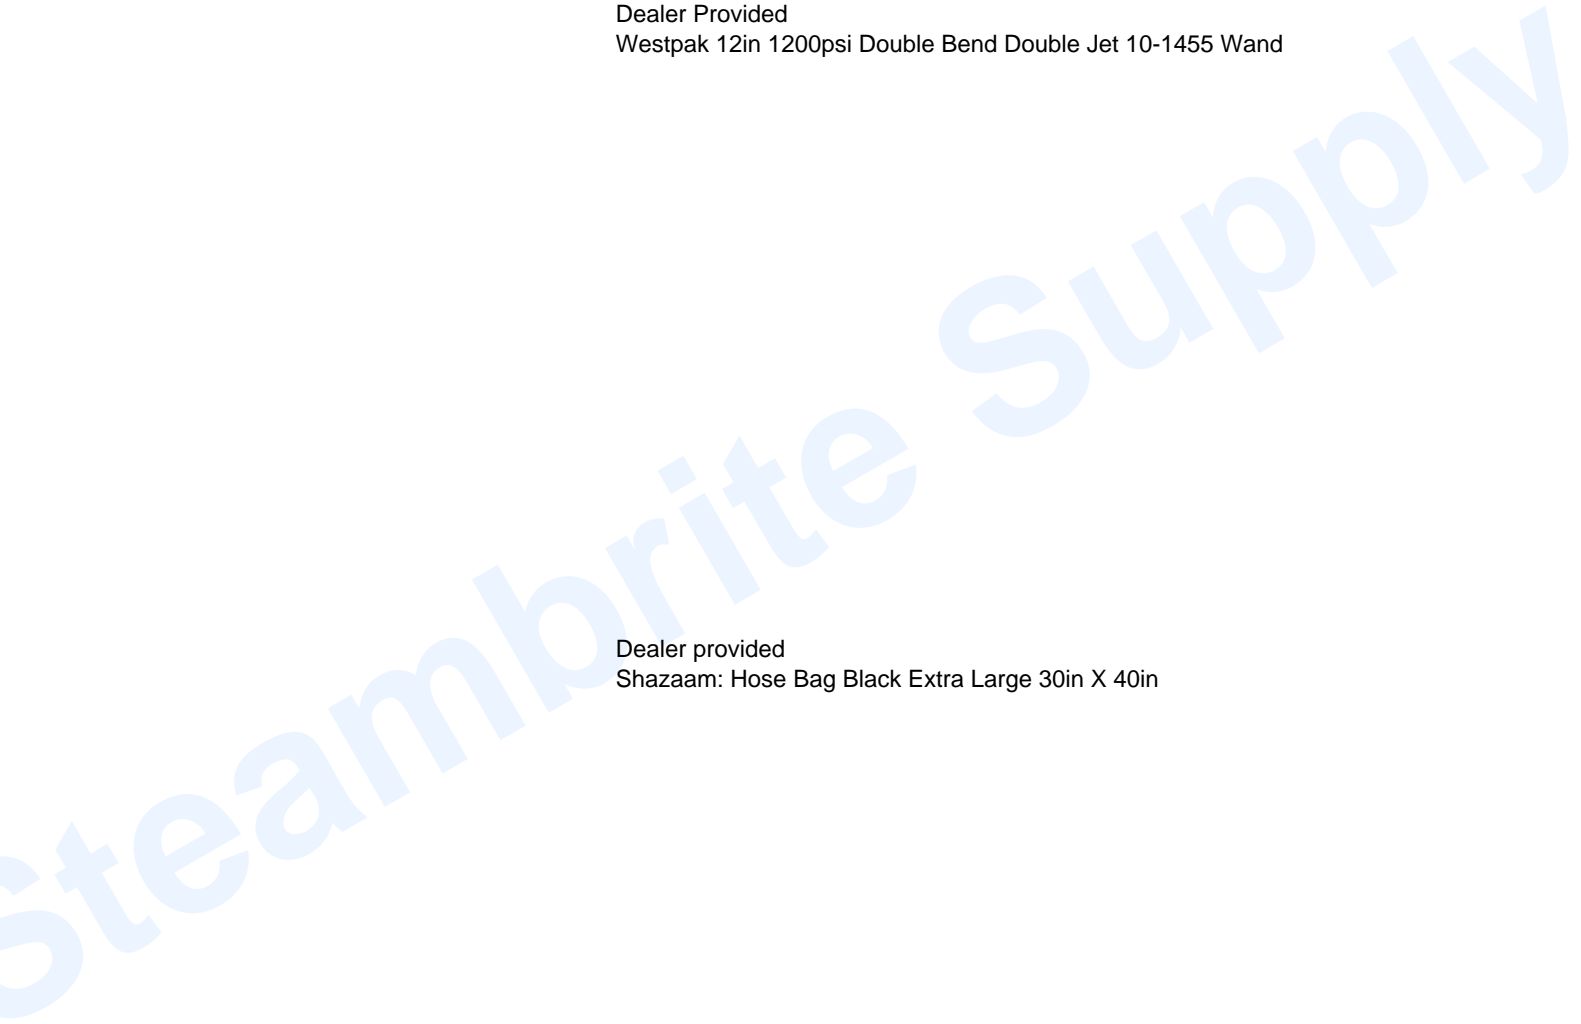 Dealer Provided
Westpak 12in 1200psi Double Bend Double Jet 10-1455 Wand
Steambrite Supply
Dealer provided
Shazaam: Hose Bag Black Extra Large 30in X 40in